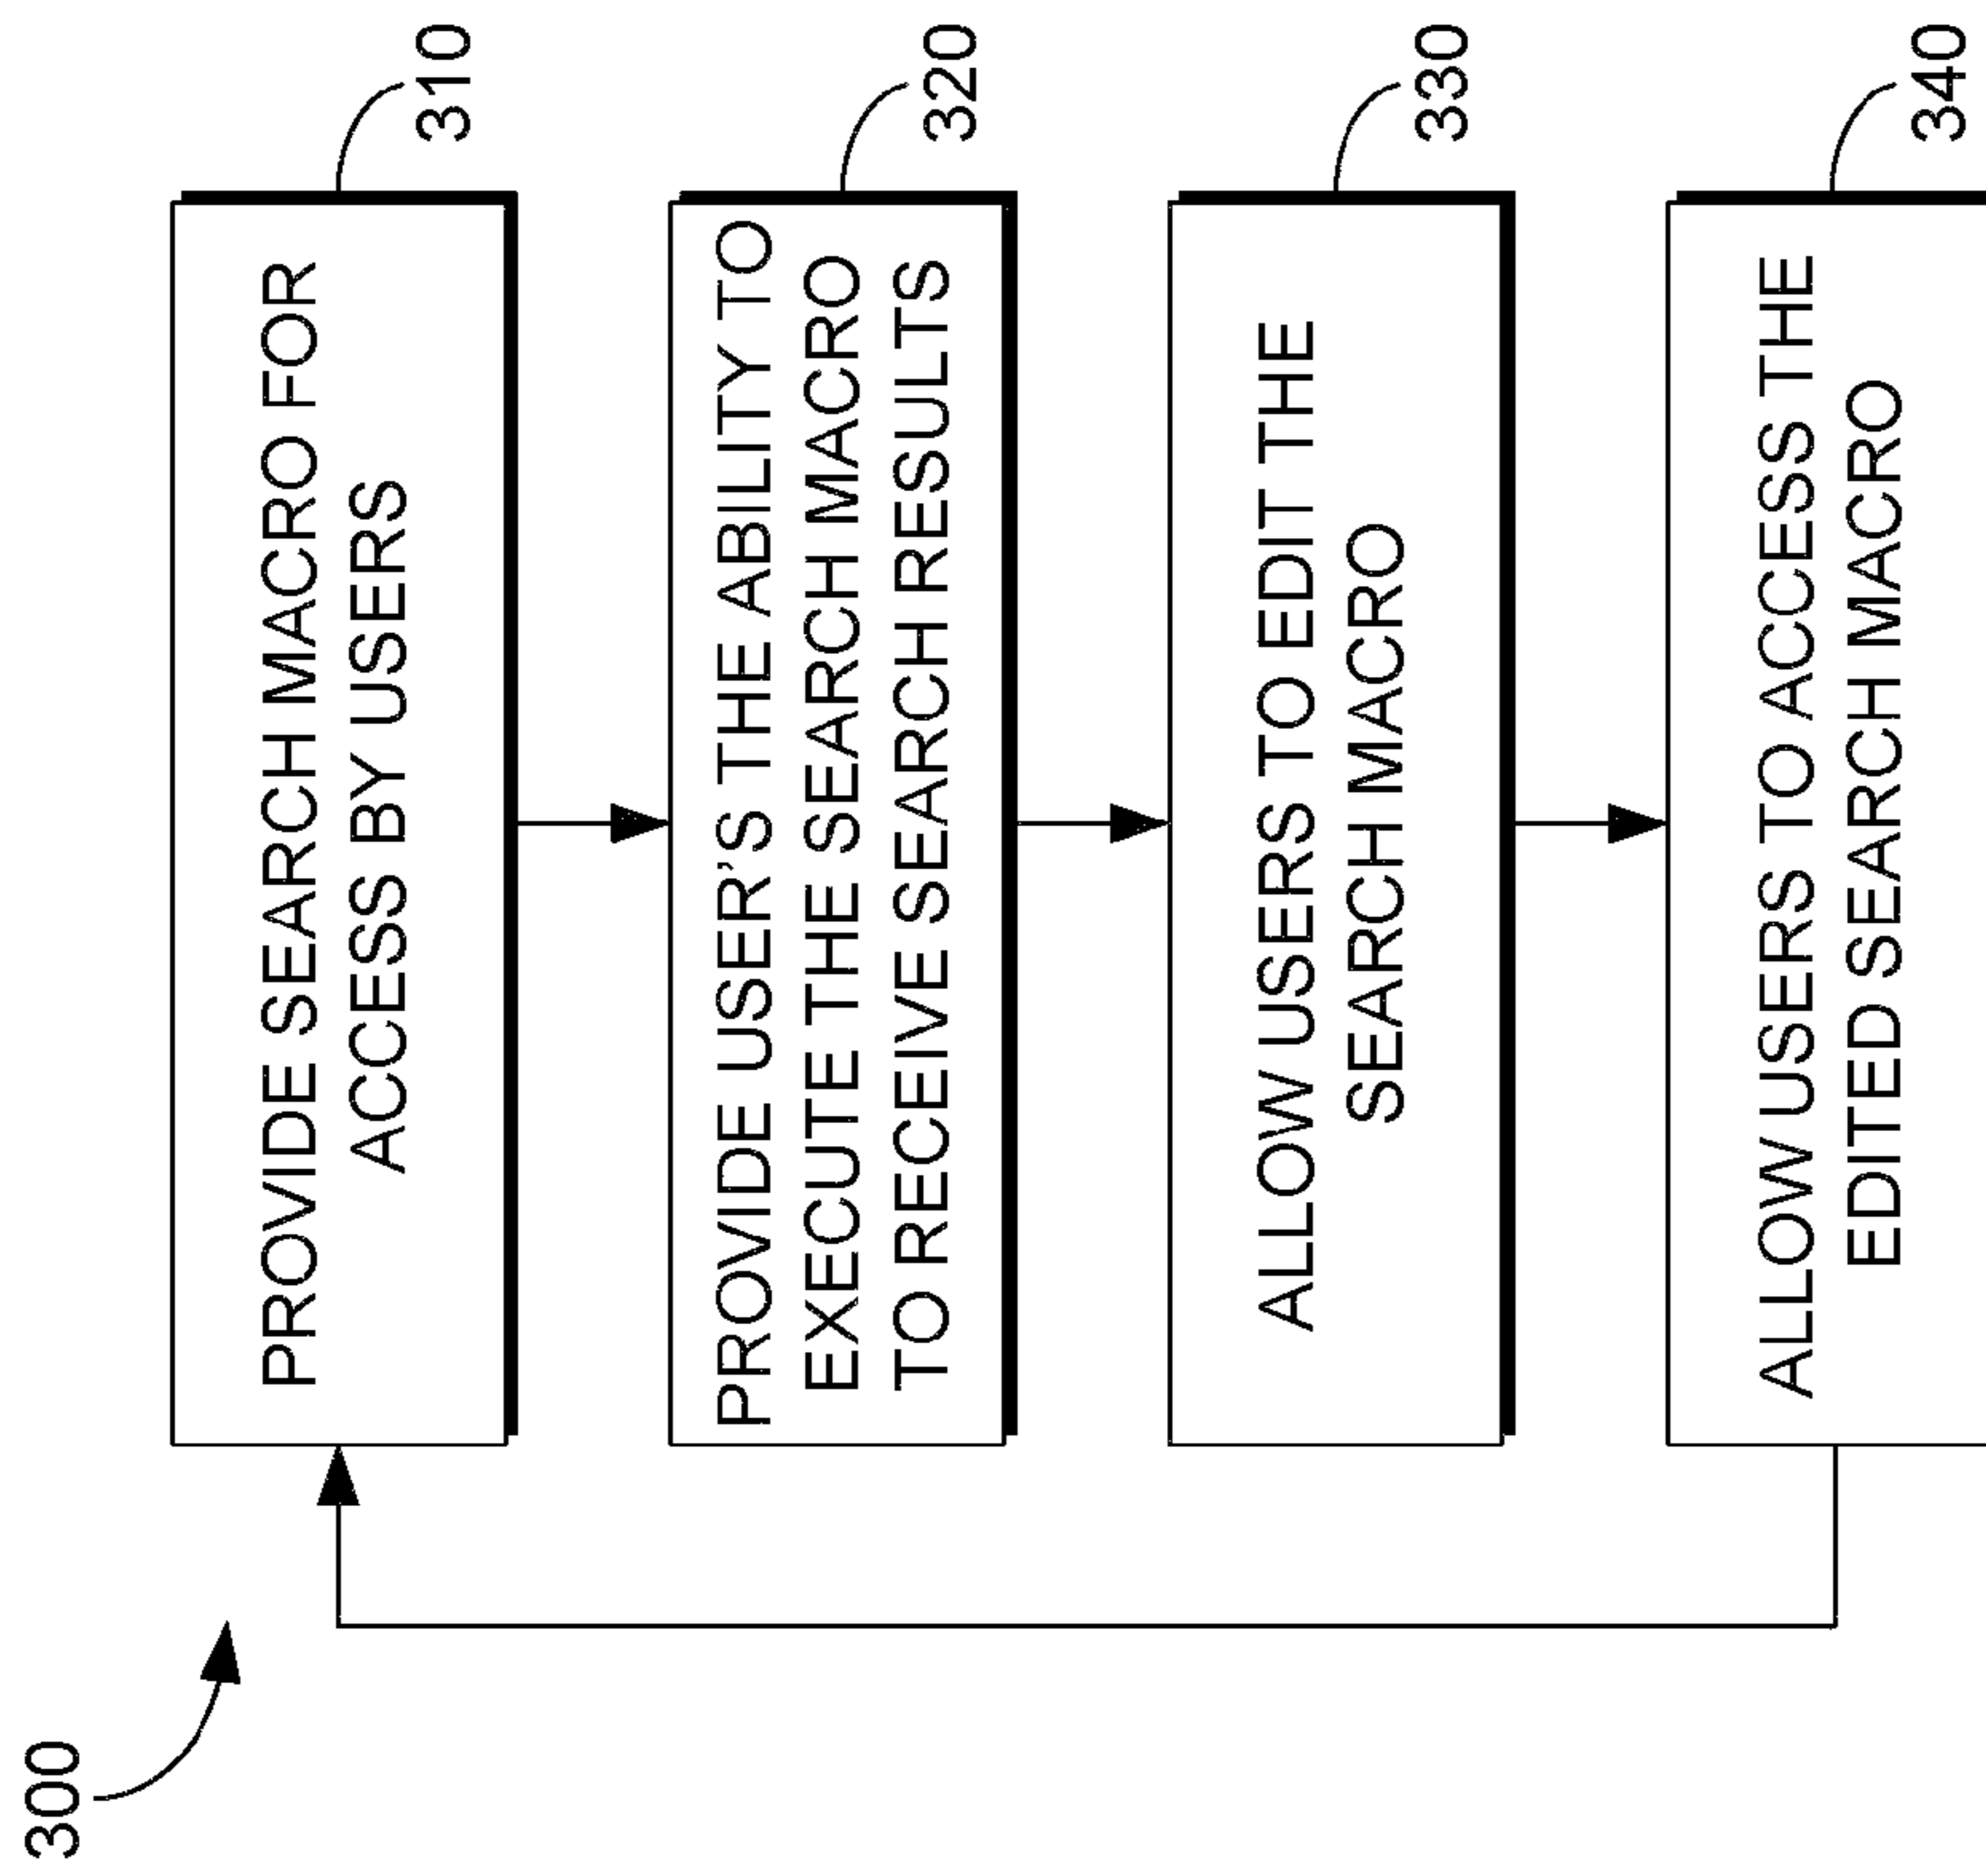 300
PROVIDE SEARCH MACRO FOR
ACCESS BY USERS
310
PROVIDE USER'S THE ABILITY TO
EXECUTE THE SEARCH MACRO
TO RECEIVE SEARCH RESULTS
320
ALLOW USERS TO EDIT THE
SEARCH MACRO
330
ALLOW USERS TO ACCESS THE
EDITED SEARCH MACRO
340